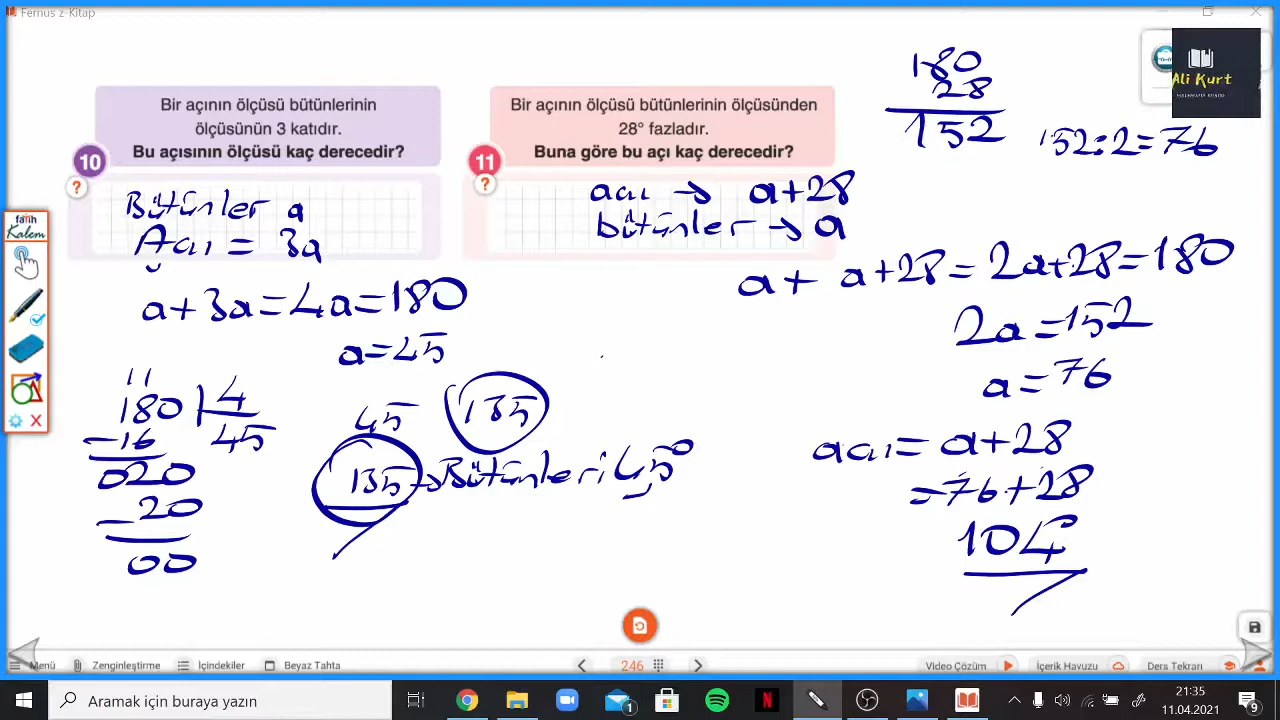 Fernus z-Kitap
Ali Kurt
Bir açının ölçüsü bütünlerinin
ölçüsünün 3 katıdır.
Bu açısının ölçüsü kaç derecedir?
10
?
Bütünler a
Açı = 3a
a+3a=4a=180
a=45
180 4
-16 45
020
-20
00
45 135
135→Bütünleri 45°
Bir açının ölçüsü bütünlerinin ölçüsünden
28° fazladır.
Buna göre bu açı kaç derecedir?
11
?
açı → a+28
bütünler → a
180
28
152
152:2=76
a+ a+28=2a+28=180
2a=152
a=76
açı= a+28
=76+28
104
fatih
Kalem
Menü Zenginleştirme İçindekiler Beyaz Tahta 246 Video Çözüm İçerik Havuzu Ders Tekrarı
Aramak için buraya yazın
1
21:35
11.04.2021
9